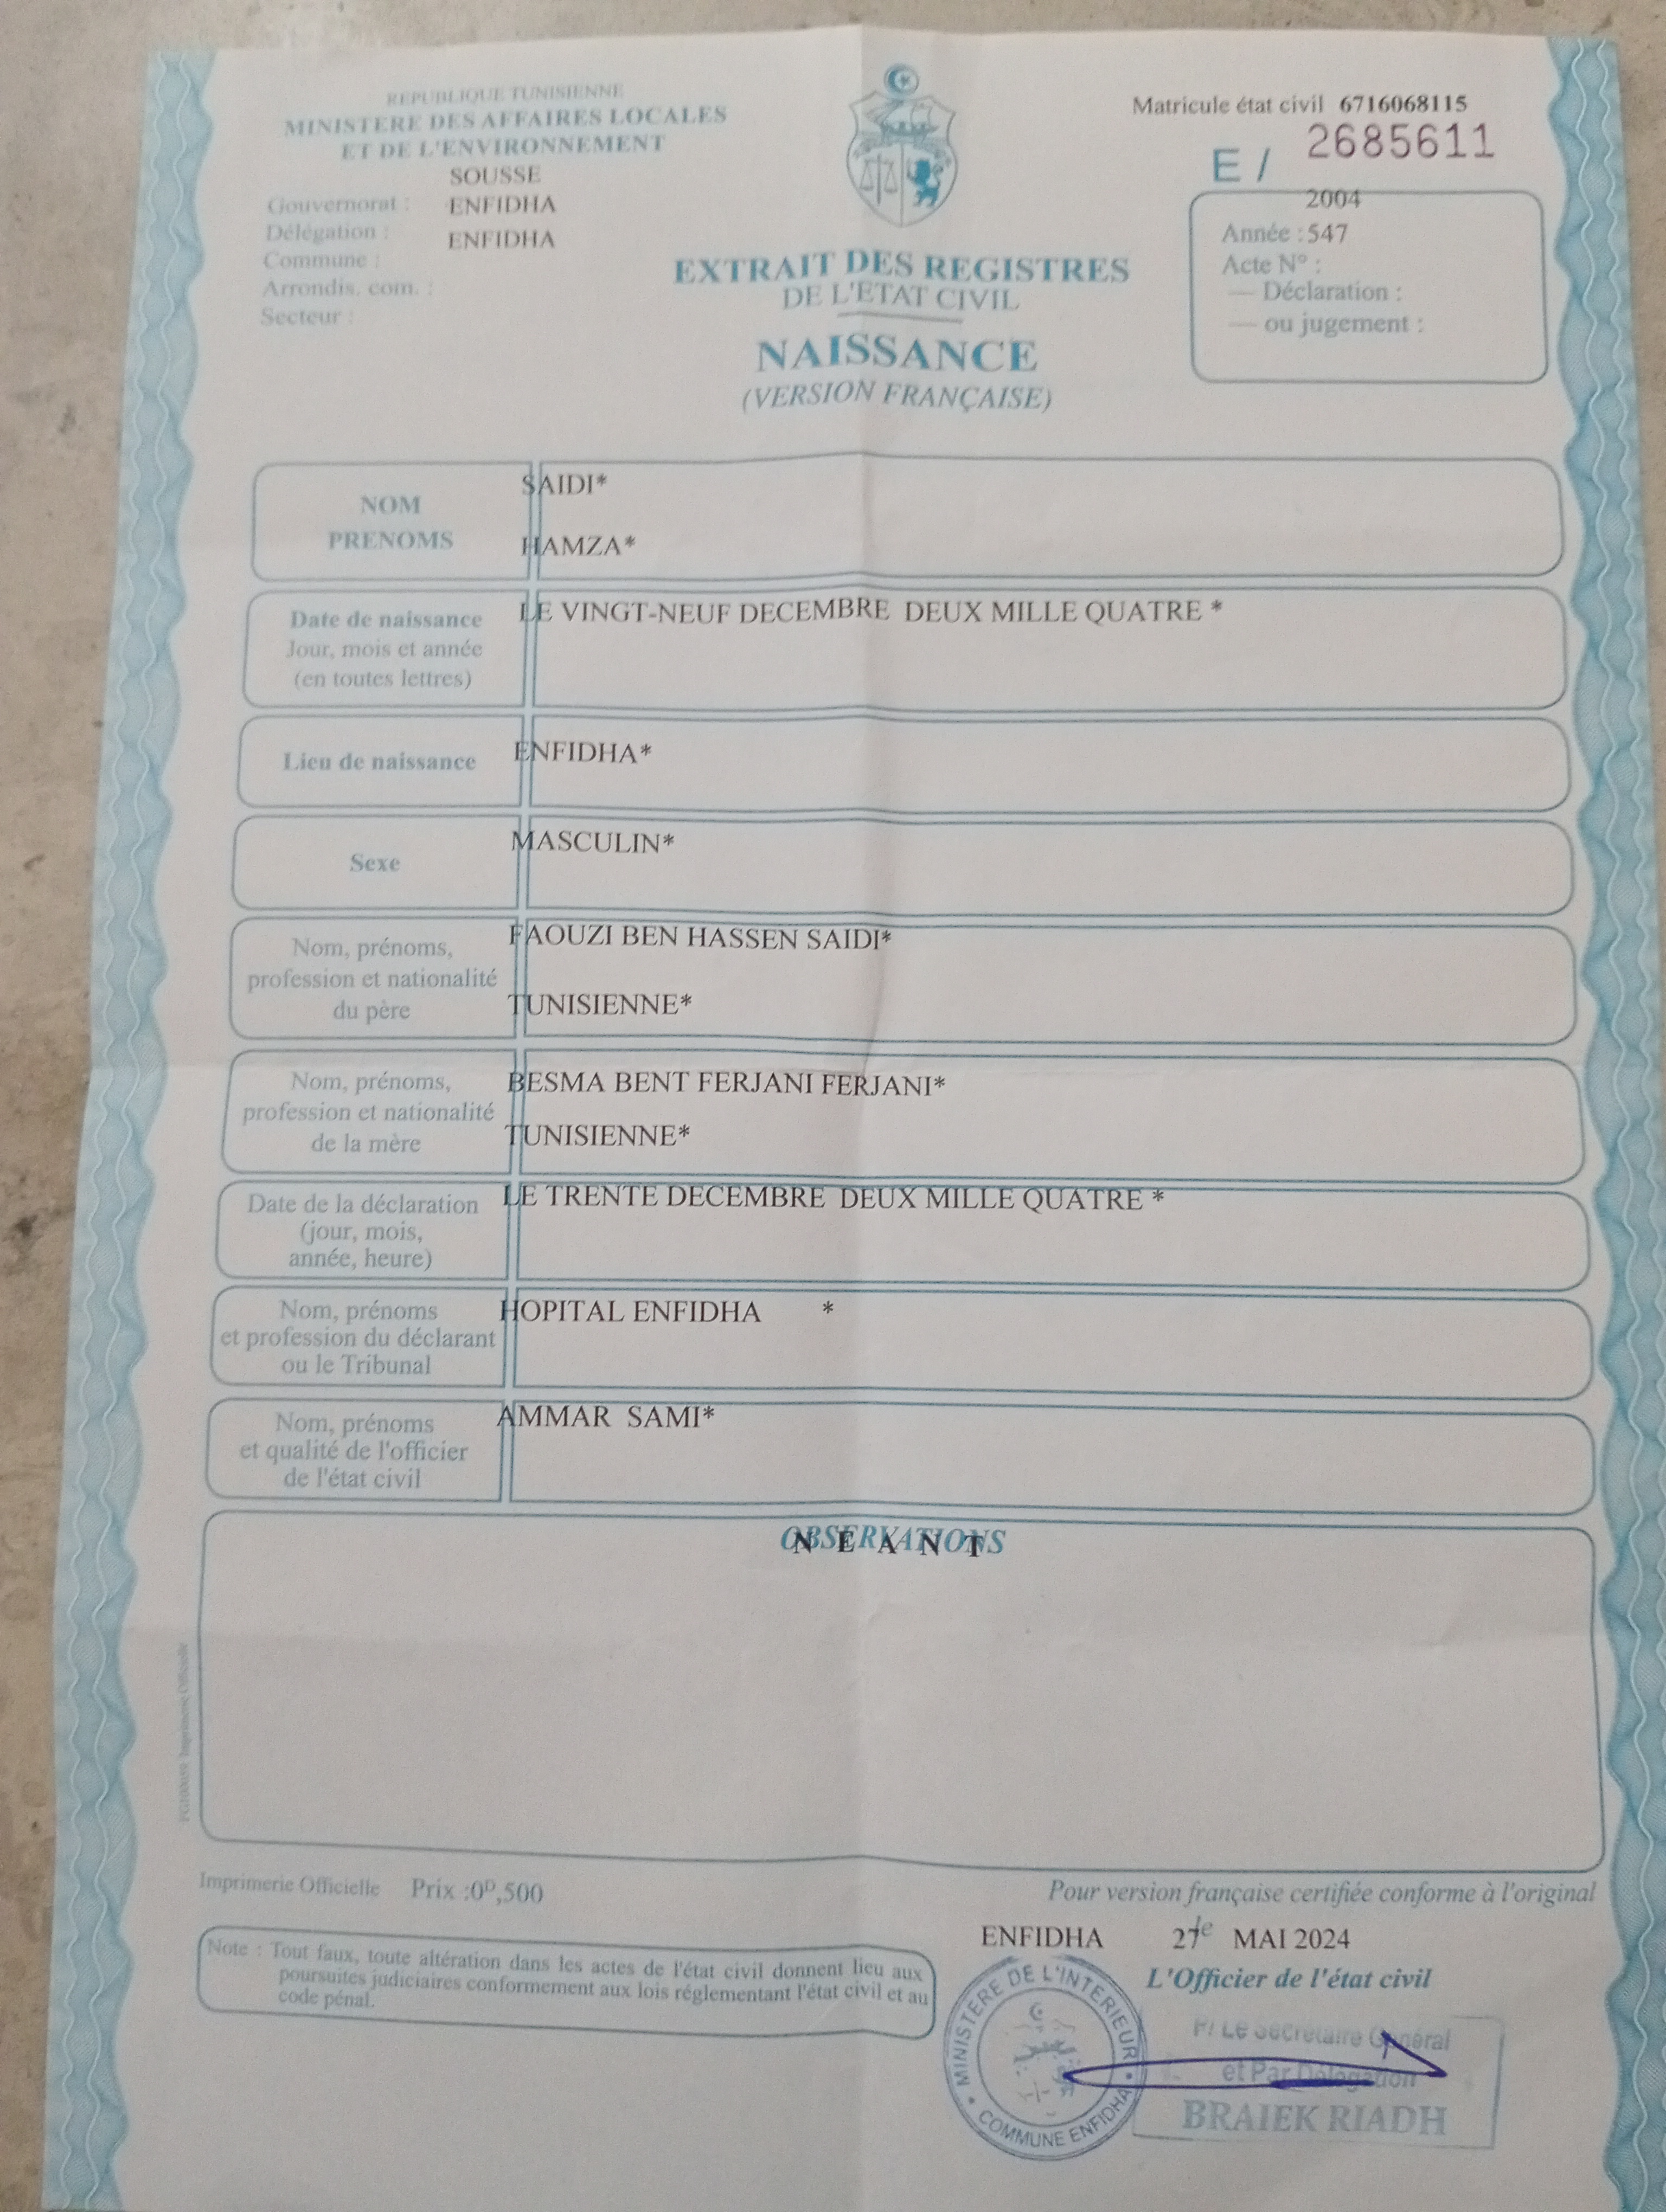 REPUBLIQUE TUNISIENNE
MINISTERE DES AFFAIRES LOCALES
ET DE L'ENVIRONNEMENT
SOUSSE
Gouvernorat : ENFIDHA
Délégation : ENFIDHA
Commune :
Arrondis. com. :
Secteur :
EXTRAIT DES REGISTRES
DE L'ETAT CIVIL
NAISSANCE
(VERSION FRANÇAISE)
Matricule état civil 6716068115
E / 2685611
2004
Année : 547
Acte N° :
— Déclaration :
— ou jugement :
NOM SAIDI*
PRENOMS HAMZA*
Date de naissance LE VINGT-NEUF DECEMBRE DEUX MILLE QUATRE *
Jour, mois et année
(en toutes lettres)
Lieu de naissance ENFIDHA*
Sexe MASCULIN*
Nom, prénoms, FAOUZI BEN HASSEN SAIDI*
profession et nationalité
du père TUNISIENNE*
Nom, prénoms, BESMA BENT FERJANI FERJANI*
profession et nationalité
de la mère TUNISIENNE*
Date de la déclaration LE TRENTE DECEMBRE DEUX MILLE QUATRE *
(jour, mois,
année, heure)
Nom, prénoms HOPITAL ENFIDHA *
et profession du déclarant
ou le Tribunal
Nom, prénoms AMMAR SAMI*
et qualité de l'officier
de l'état civil
OBSERVATIONS
N E A N T
Imprimerie Officielle Prix :0ᴰ,500
Pour version française certifiée conforme à l'original
ENFIDHA le 27 MAI 2024
L'Officier de l'état civil
Note : Tout faux, toute altération dans les actes de l'état civil donnent lieu aux
poursuites judiciaires conformement aux lois réglementant l'état civil et au
code pénal.
MINISTERE DE L'INTERIEUR
COMMUNE ENFIDHA
P/ Le Secrétaire Général
et Par Délégation
BRAIEK RIADH